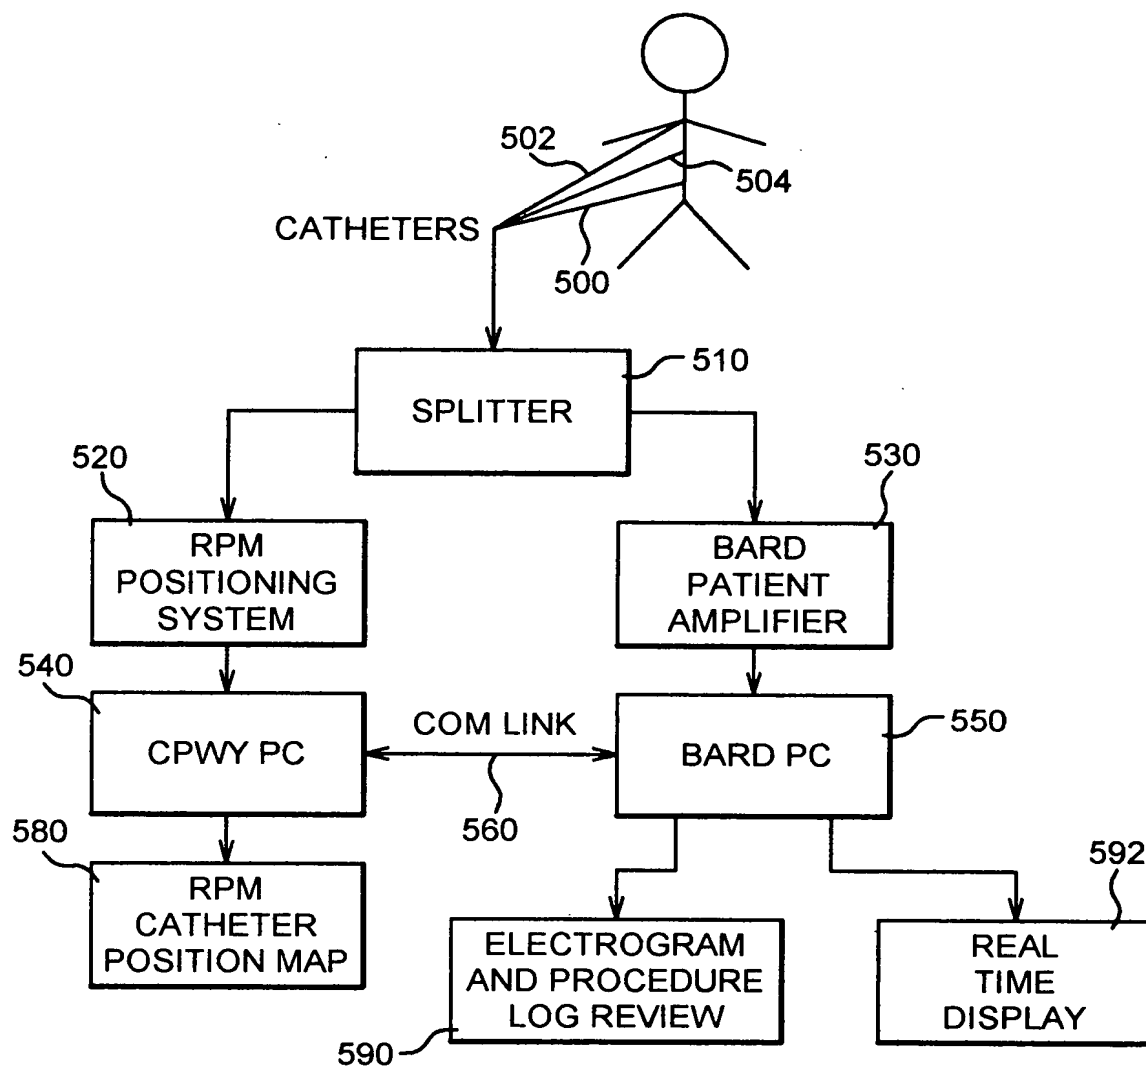 502
504
CATHETERS
500
510
SPLITTER
520
530
RPM
POSITIONING
SYSTEM
BARD
PATIENT
AMPLIFIER
540
COM LINK
550
CPWY PC
BARD PC
560
580
592
RPM
CATHETER
POSITION MAP
ELECTROGRAM
AND PROCEDURE
LOG REVIEW
REAL
TIME
DISPLAY
590